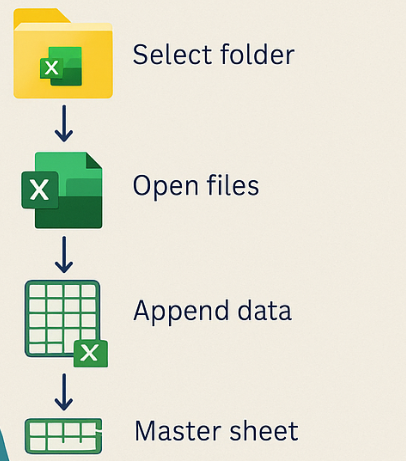 X
Select folder
X
Open files
X
Append data
Master sheet